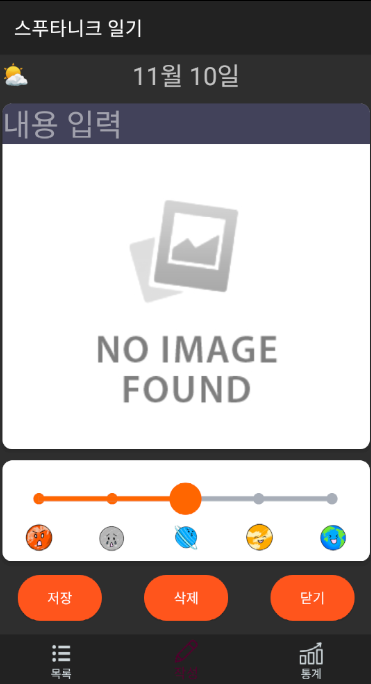 스푸타니크 일기
11월 10일
내용 입력
NO IMAGE
FOUND
저장
삭제
닫기
목록
통계